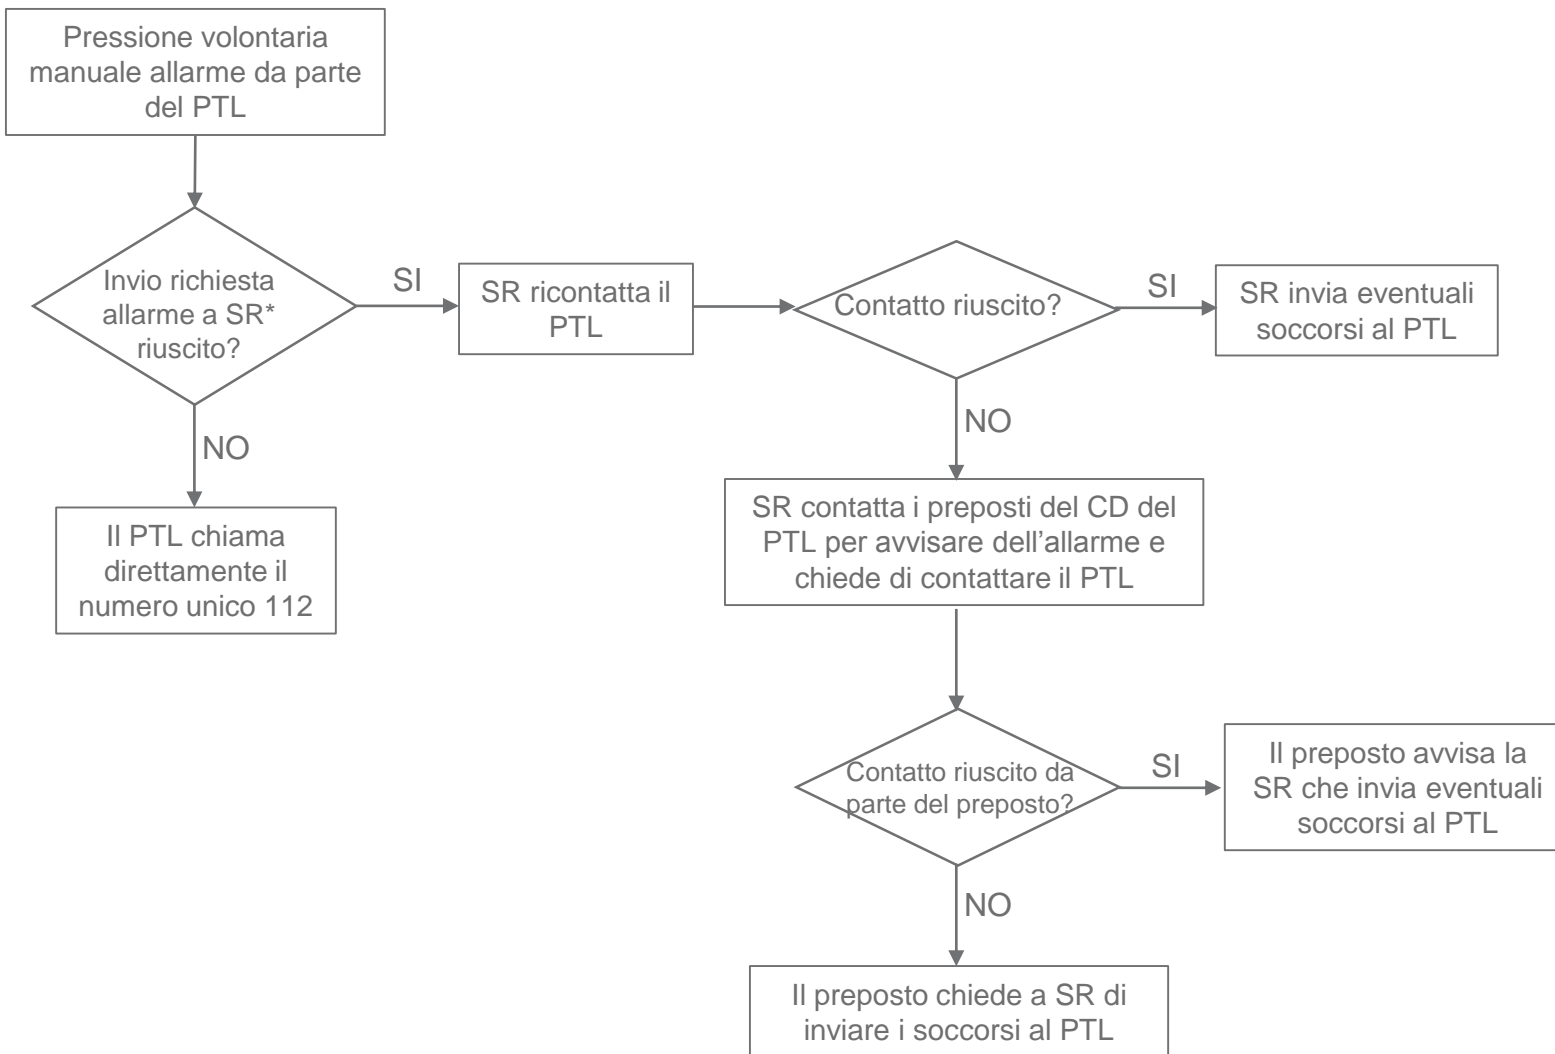 Pressione volontaria
manuale allarme da parte
del PTL
Invio richiesta
allarme a SR*
riuscito?
SI
SR ricontatta il
PTL
Contatto riuscito?
SI
SR invia eventuali
soccorsi al PTL
NO
Il PTL chiama
direttamente il
numero unico 112
NO
SR contatta i preposti del CD del
PTL per avvisare dell’allarme e
chiede di contattare il PTL
Contatto riuscito da
parte del preposto?
SI
Il preposto avvisa la
SR che invia eventuali
soccorsi al PTL
NO
Il preposto chiede a SR di
inviare i soccorsi al PTL